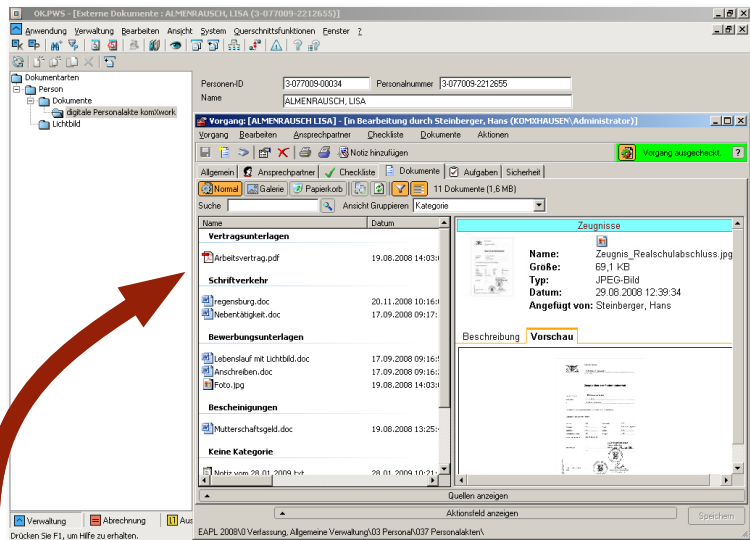 OK.PWS - [Externe Dokumente : ALMENRAUSCH, LISA (3-077009-2212655)]
Anwendung Verwaltung Bearbeiten Ansicht System Querschnittsfunktionen Fenster ?
Dokumentarten
Person
Dokumente
digitale Personalakte komXwork
Lichtbild
Personen-ID 3-077009-00034 Personalnummer 3-077009-2212655
Name ALMENRAUSCH, LISA
Vorgang: [ALMENRAUSCH LISA] - [in Bearbeitung durch Steinberger, Hans (KOMXHAUSEN\Administrator)]
Vorgang Bearbeiten Ansprechpartner Checkliste Dokumente Aktionen
Notiz hinzufügen Vorgang ausgecheckt. ?
Allgemein Ansprechpartner Checkliste Dokumente Aufgaben Sicherheit
Normal Galerie Papierkorb 11 Dokumente (1,6 MB)
Suche Ansicht Gruppieren Kategorie
Name Datum
Vertragsunterlagen
Arbeitsvertrag.pdf 19.08.2008 14:03:
Schriftverkehr
regensburg.doc 20.11.2008 10:16:
Nebentätigkeit.doc 17.09.2008 09:17:
Bewerbungsunterlagen
Lebenslauf mit Lichtbild.doc 17.09.2008 09:16:
Anschreiben.doc 17.09.2008 09:16:
Foto.jpg 19.08.2008 14:03:
Bescheinigungen
Mutterschaftsgeld.doc 19.08.2008 13:25:
Keine Kategorie
Notiz vom 28.01.2009.txt 28.01.2009 10:21:
Zeugnisse
Name: Zeugnis_Realschulabschluss.jpg
Größe: 69,1 KB
Typ: JPEG-Bild
Datum: 29.08.2008 12:39:34
Angefügt von: Steinberger, Hans
Beschreibung Vorschau
Quellen anzeigen
Aktionsfeld anzeigen
Speichern
EAPL 2008\0 Verfassung, Allgemeine Verwaltung\03 Personal\037 Personalakten\
Verwaltung Abrechnung Aus
Drücken Sie F1, um Hilfe zu erhalten.